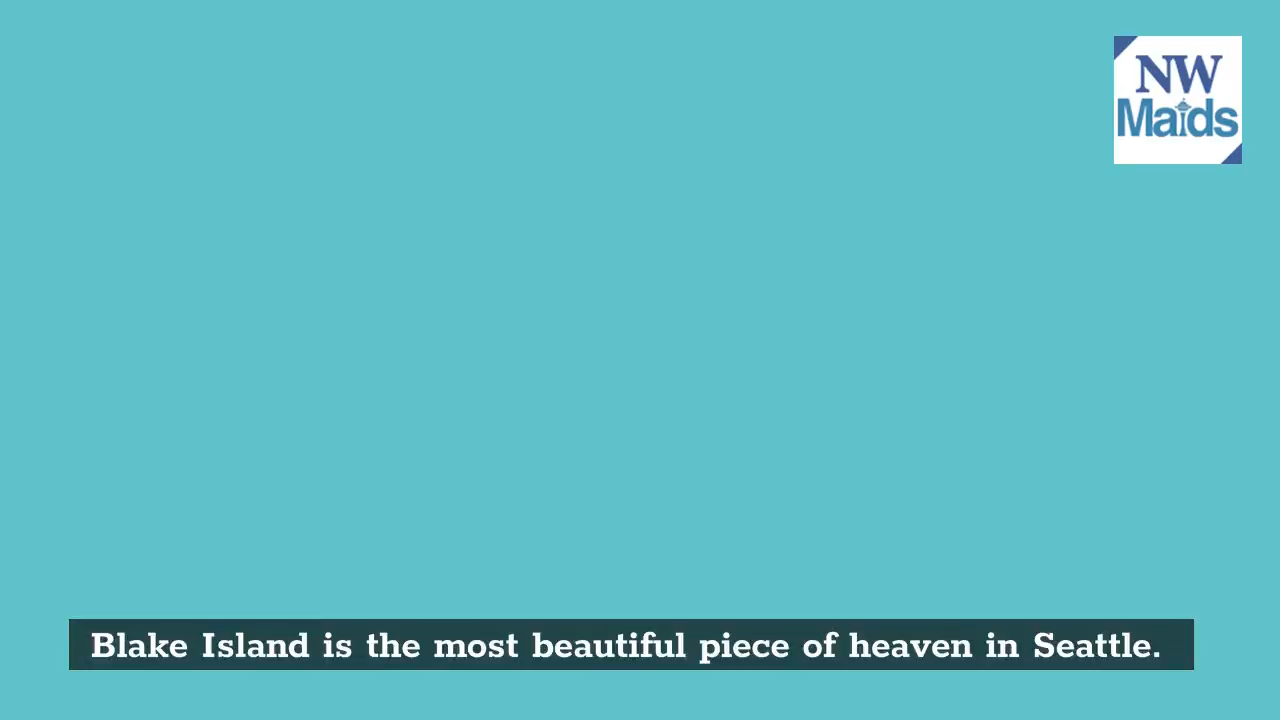 NW
Maids
Blake Island is the most beautiful piece of heaven in Seattle.